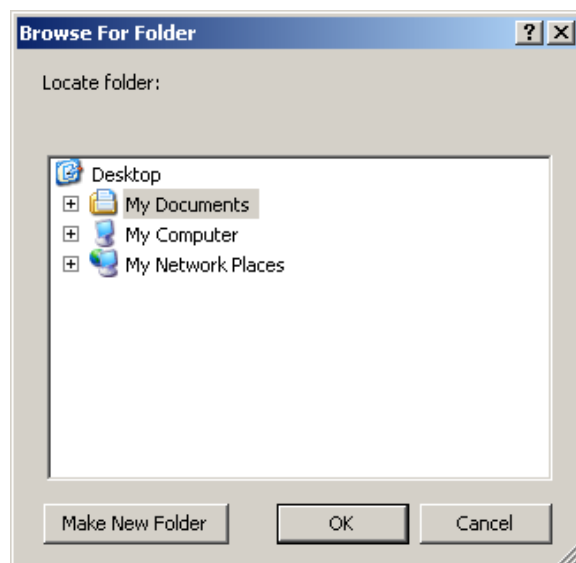 Browse For Folder
Locate folder:
Desktop
My Documents
My Computer
My Network Places
Make New Folder
OK
Cancel